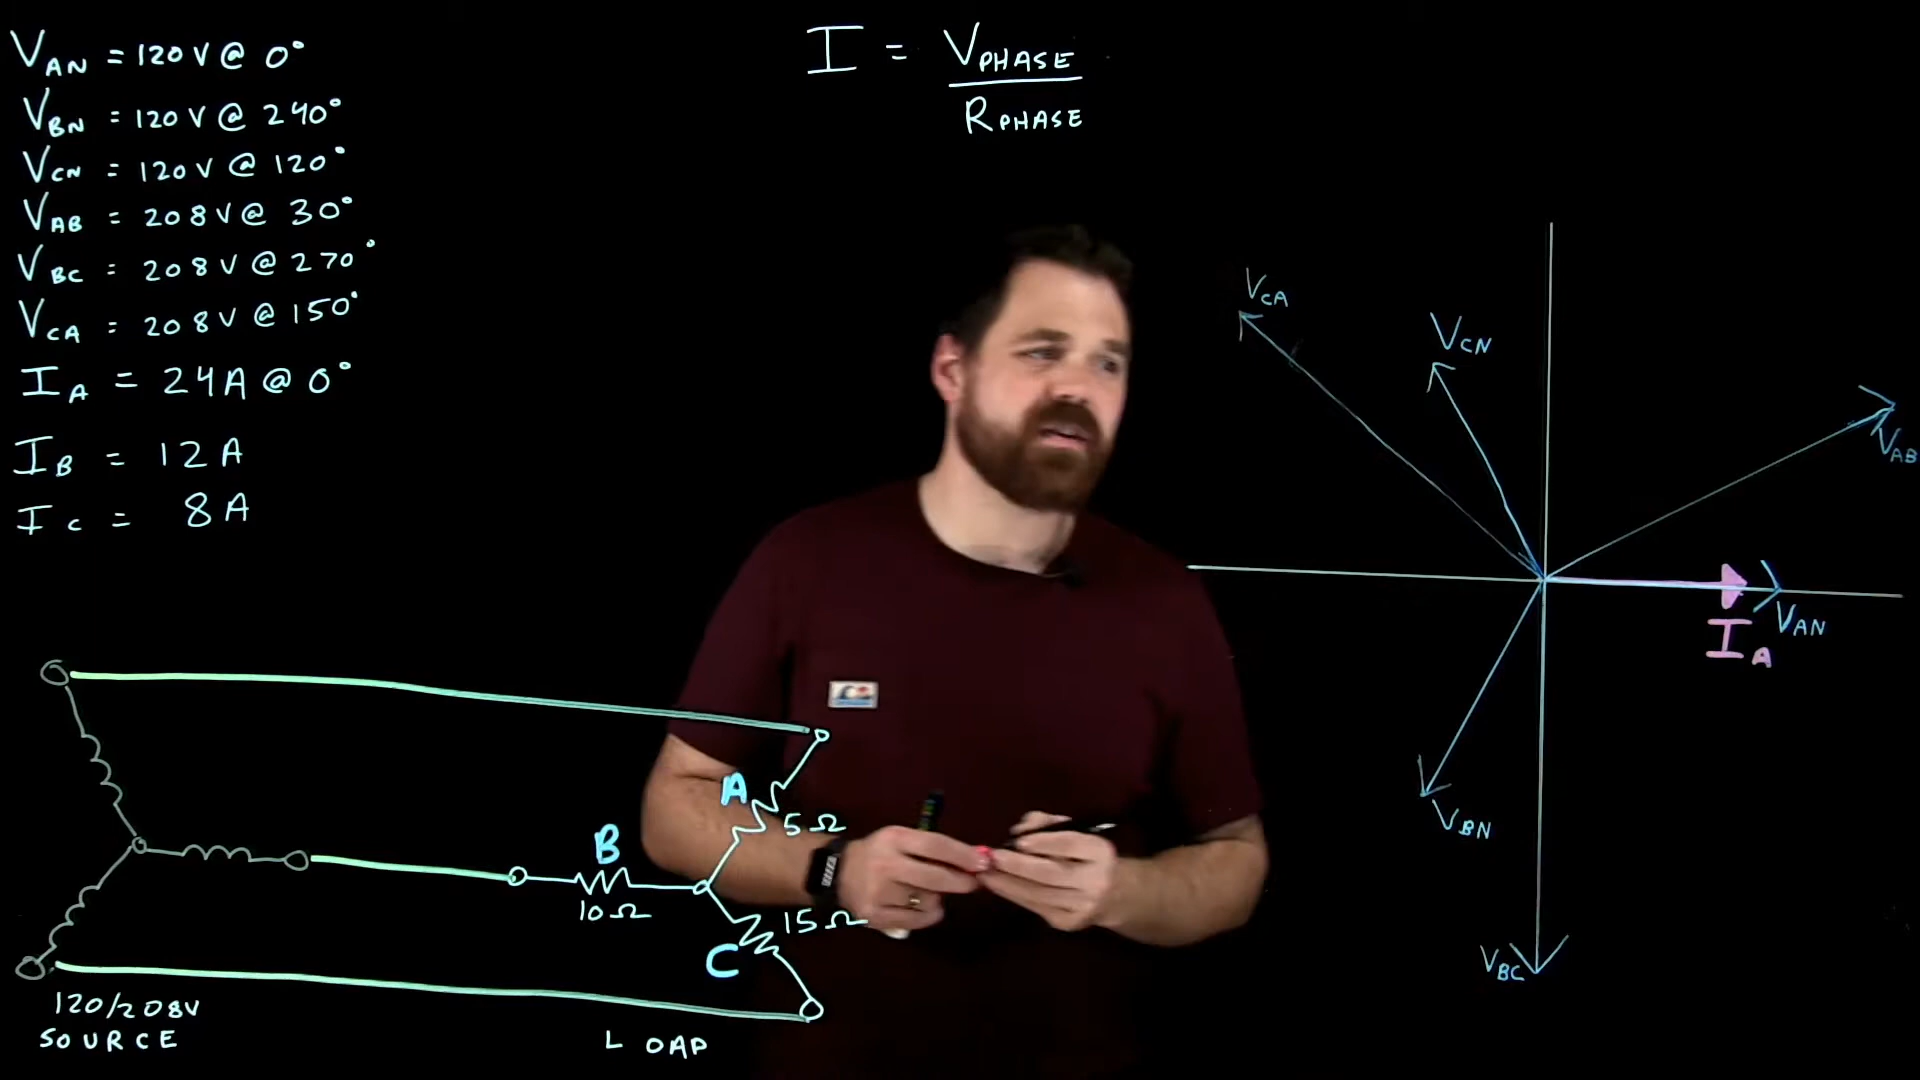 VAN = 120V@ 0°
VBN = 120V@ 240°
VCN = 120V@ 120°
VAB = 208V@ 30°
VBC = 208V@270°
VCA = 208V@150°
IA = 24A@0°
IB = 12A
IC = 8A
I = VPHASE
RPHASE
VCA
VCN
VAB
VAN
IA
VBN
VBC
A
5Ω
B
10Ω
15Ω
C
120/208V
SOURCE
LOAD